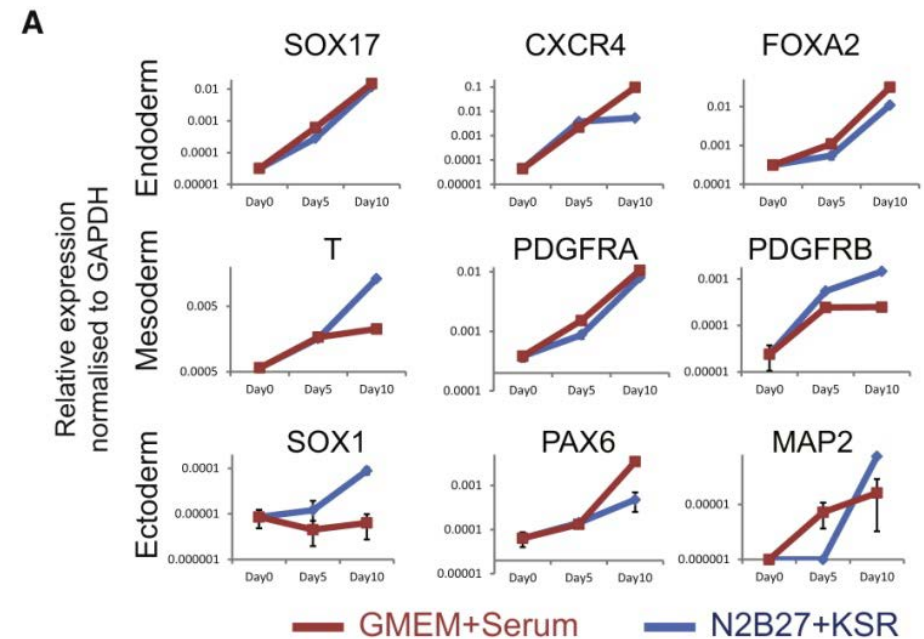 A
SOX17 CXCR4 FOXA2
Endoderm
0.01
0.001
0.0001
0.00001
Day0 Day5 Day10
0.1
0.01
0.001
0.0001
0.00001
Day0 Day5 Day10
0.01
0.001
0.0001
Day0 Day5 Day10
Relative expression
normalised to GAPDH
T PDGFRA PDGFRB
Mesoderm
0.005
0.0005
Day0 Day5 Day10
0.01
0.001
0.0001
Day0 Day5 Day10
0.001
0.0001
0.00001
Day0 Day5 Day10
SOX1 PAX6 MAP2
Ectoderm
0.0001
0.00001
0.000001
Day0 Day5 Day10
0.001
0.0001
0.00001
Day0 Day5 Day10
0.00001
0.000001
Day0 Day5 Day10
GMEM+Serum N2B27+KSR